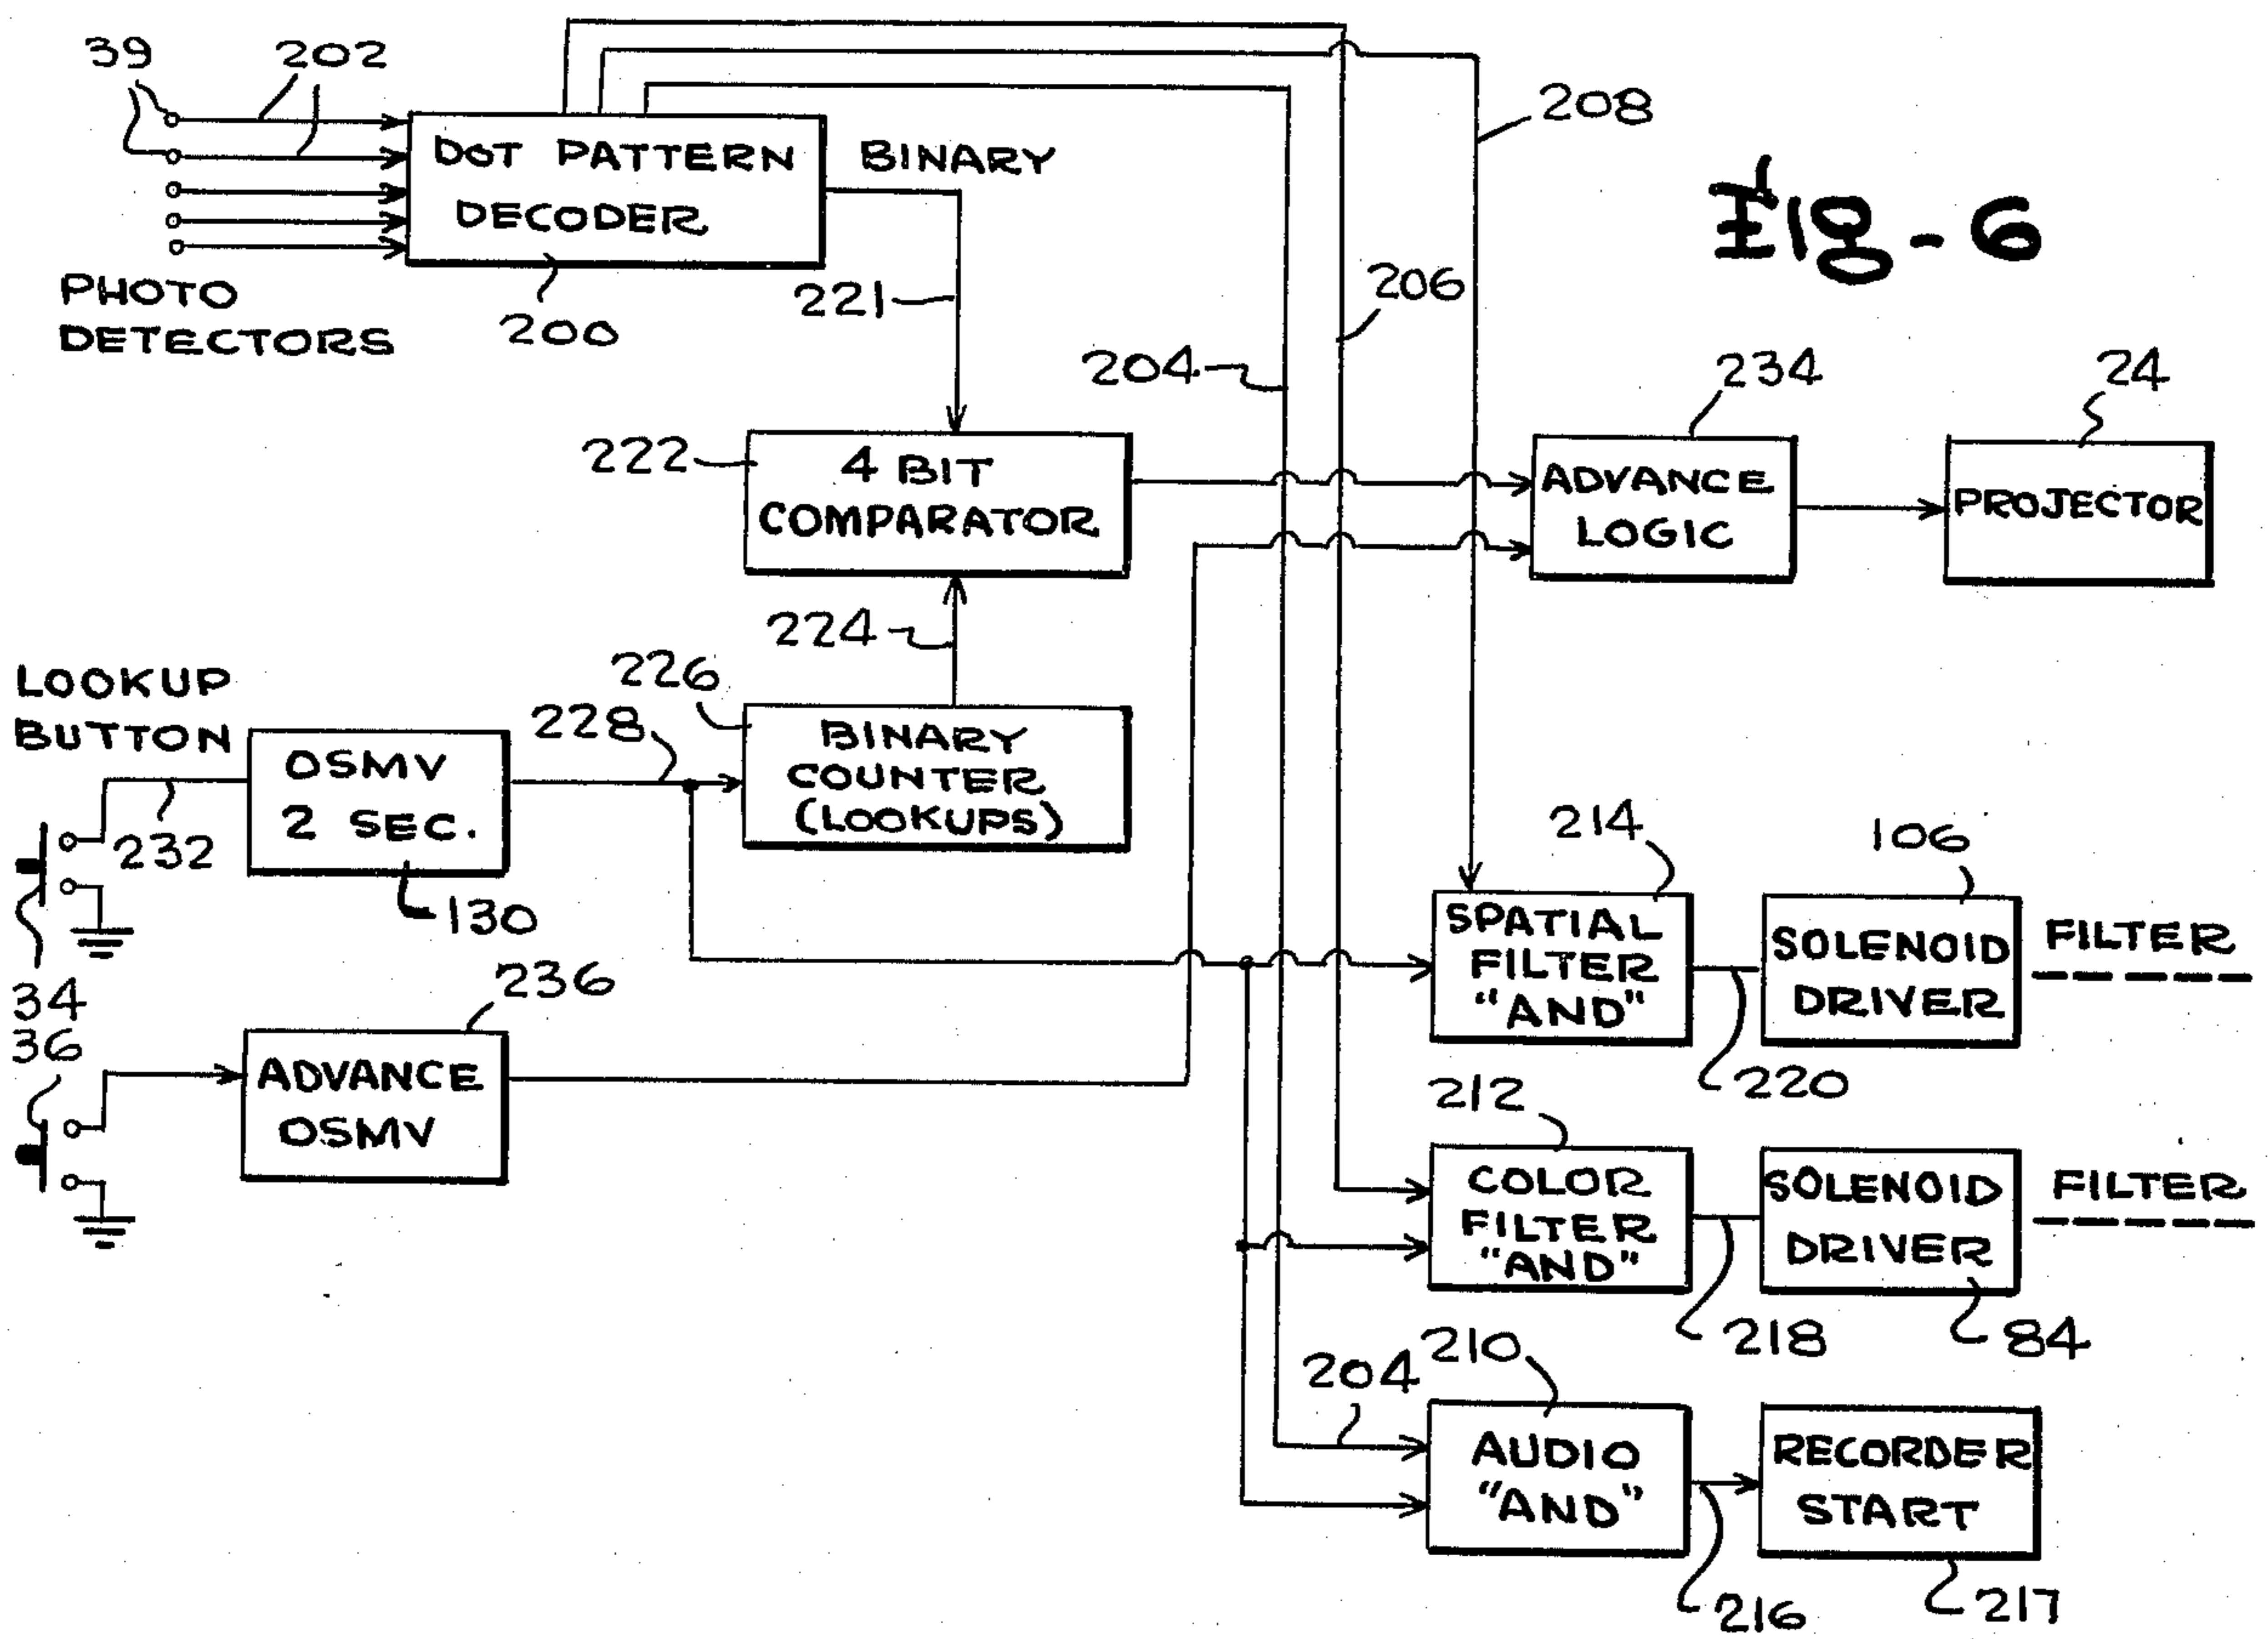 39
202
DOT PATTERN
DECODER
BINARY
208
Fig-6
PHOTO
DETECTORS
200
221
206
204
234
24
222
4 BIT
COMPARATOR
ADVANCE
LOGIC
PROJECTOR
224
LOOKUP
BUTTON
226
228
OSMV
2 SEC.
BINARY
COUNTER
(LOOKUPS)
232
130
214
106
SPATIAL
FILTER
"AND"
SOLENOID
DRIVER
FILTER
34
36
236
220
ADVANCE
OSMV
212
COLOR
FILTER
"AND"
SOLENOID
DRIVER
FILTER
218
84
204
210
AUDIO
"AND"
RECORDER
START
216
217